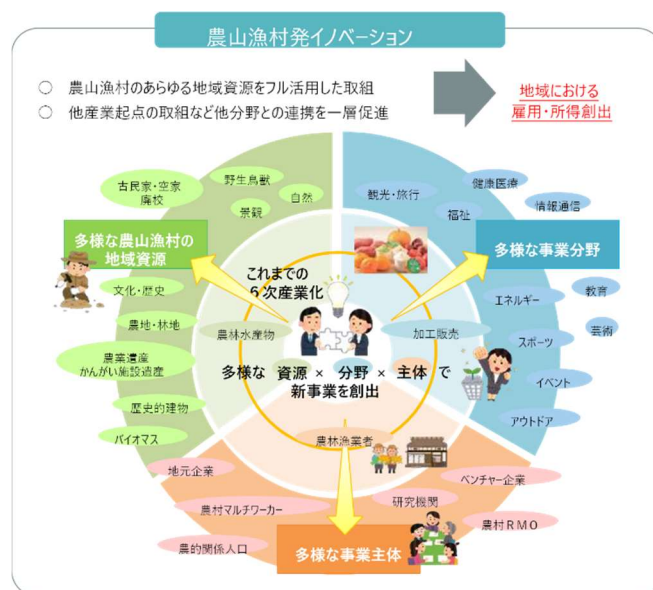 農山漁村発イノベーション
○ 農山漁村のあらゆる地域資源をフル活用した取組
○ 他産業起点の取組など他分野との連携を一層促進
地域における
雇用・所得創出
古民家・空家
廃校
野生鳥獣
景観
自然
観光・旅行
健康医療
福祉
情報通信
多様な農山漁村の
地域資源
多様な事業分野
これまでの
6次産業化
文化・歴史
農地・林地
農業遺産
かんがい施設遺産
歴史的建物
バイオマス
農林水産物
加工販売
エネルギー
教育
スポーツ
芸術
イベント
アウトドア
多様な 資源 × 分野 × 主体 で
新事業を創出
農林漁業者
地元企業
農村マルチワーカー
農的関係人口
研究機関
ベンチャー企業
農村RMO
多様な事業主体